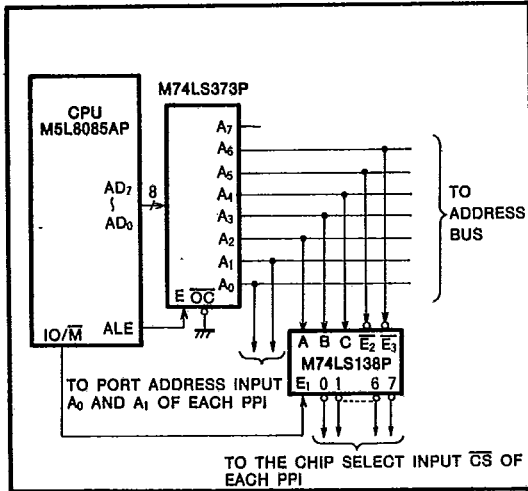 M74LS373P
CPU
M5L8085AP
A7
A6
A5
A4
A3
A2
A1
A0
AD7
∫
AD0
8
TO
ADDRESS
BUS
E OC
ALE
IO/M
A B C E2 E3
M74LS138P
E1 0 1 6 7
TO PORT ADDRESS INPUT
A0 AND A1 OF EACH PPI
TO THE CHIP SELECT INPUT CS OF
EACH PPI